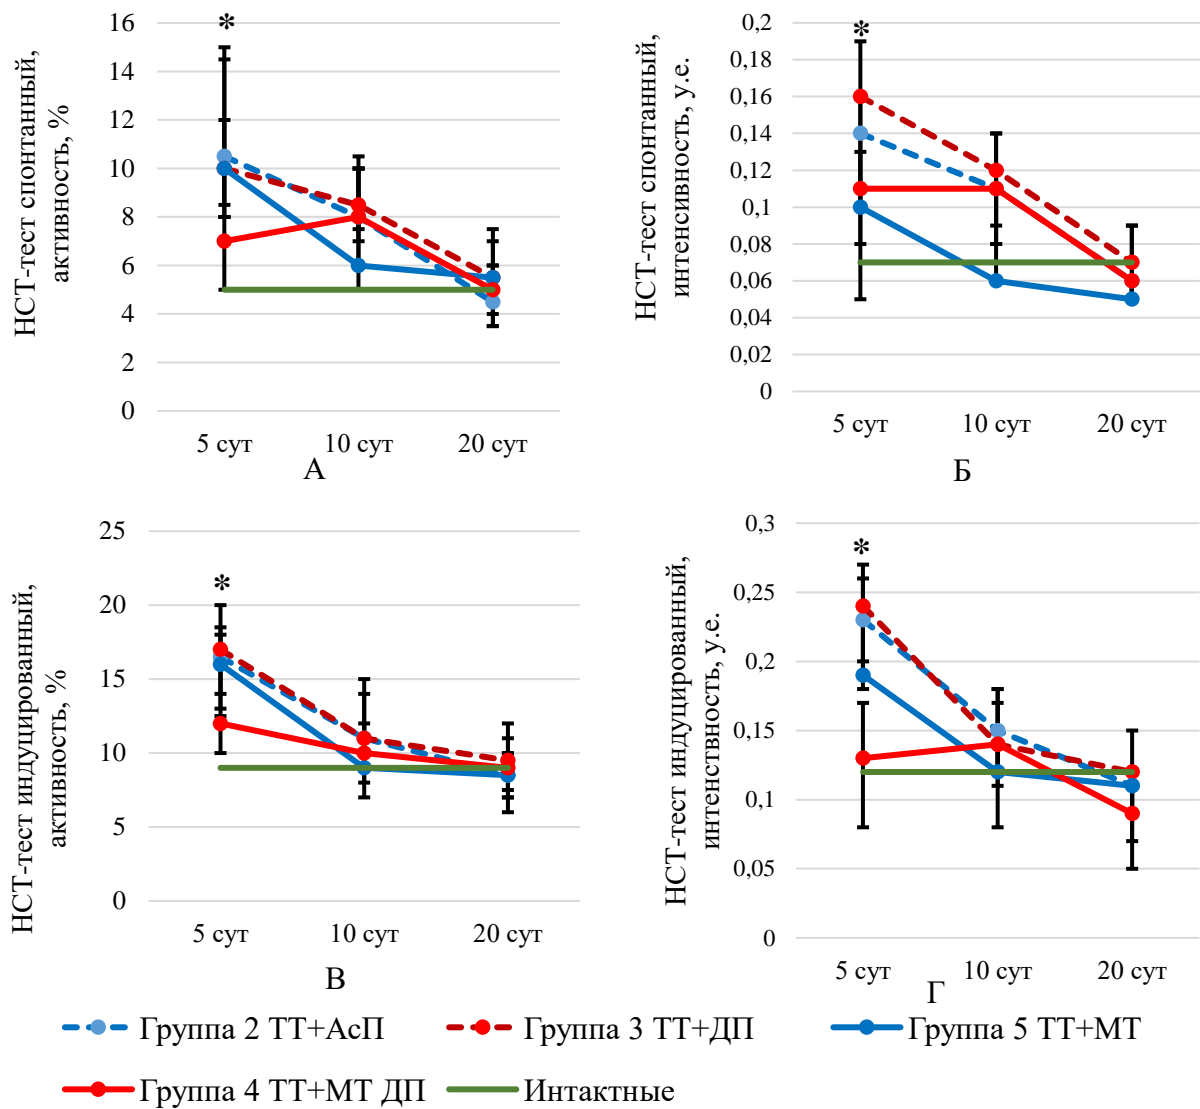 НСТ-тест спонтанный,
активность, %
16
14
12
10
8
6
4
2
0
*
5 сут
10 сут
20 сут
А
НСТ-тест спонтанный,
интенсивность, у.е.
0,2
0,18
0,16
0,14
0,12
0,1
0,08
0,06
0,04
0,02
0
*
5 сут
10 сут
20 сут
Б
НСТ-тест индуцированный,
активность, %
25
20
15
10
5
0
*
5 сут
10 сут
20 сут
В
НСТ-тест индуцированный,
интенствность, у.е.
0,3
0,25
0,2
0,15
0,1
0,05
0
*
5 сут
10 сут
20 сут
Г
Группа 2 ТТ+АсП
Группа 3 ТТ+ДП
Группа 5 ТТ+МТ
Группа 4 ТТ+МТ ДП
Интактные